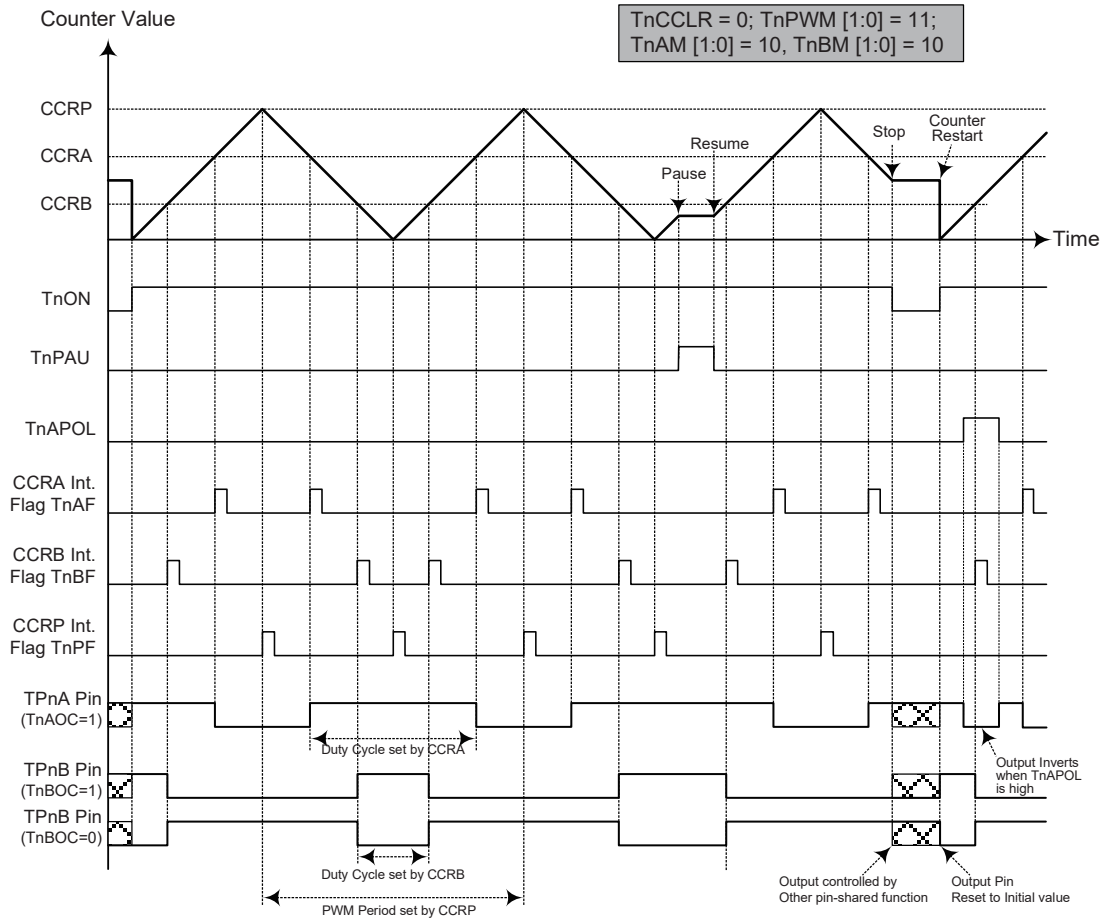 Counter Value
TnCCLR = 0; TnPWM [1:0] = 11;
TnAM [1:0] = 10, TnBM [1:0] = 10
CCRP
CCRA
CCRB
Stop
Counter
Restart
Resume
Pause
Time
TnON
TnPAU
TnAPOL
CCRA Int.
Flag TnAF
CCRB Int.
Flag TnBF
CCRP Int.
Flag TnPF
TPnA Pin
(TnAOC=1)
Duty Cycle set by CCRA
Output Inverts
when TnAPOL
is high
TPnB Pin
(TnBOC=1)
TPnB Pin
(TnBOC=0)
Duty Cycle set by CCRB
PWM Period set by CCRP
Output controlled by
Other pin-shared function
Output Pin
Reset to Initial value